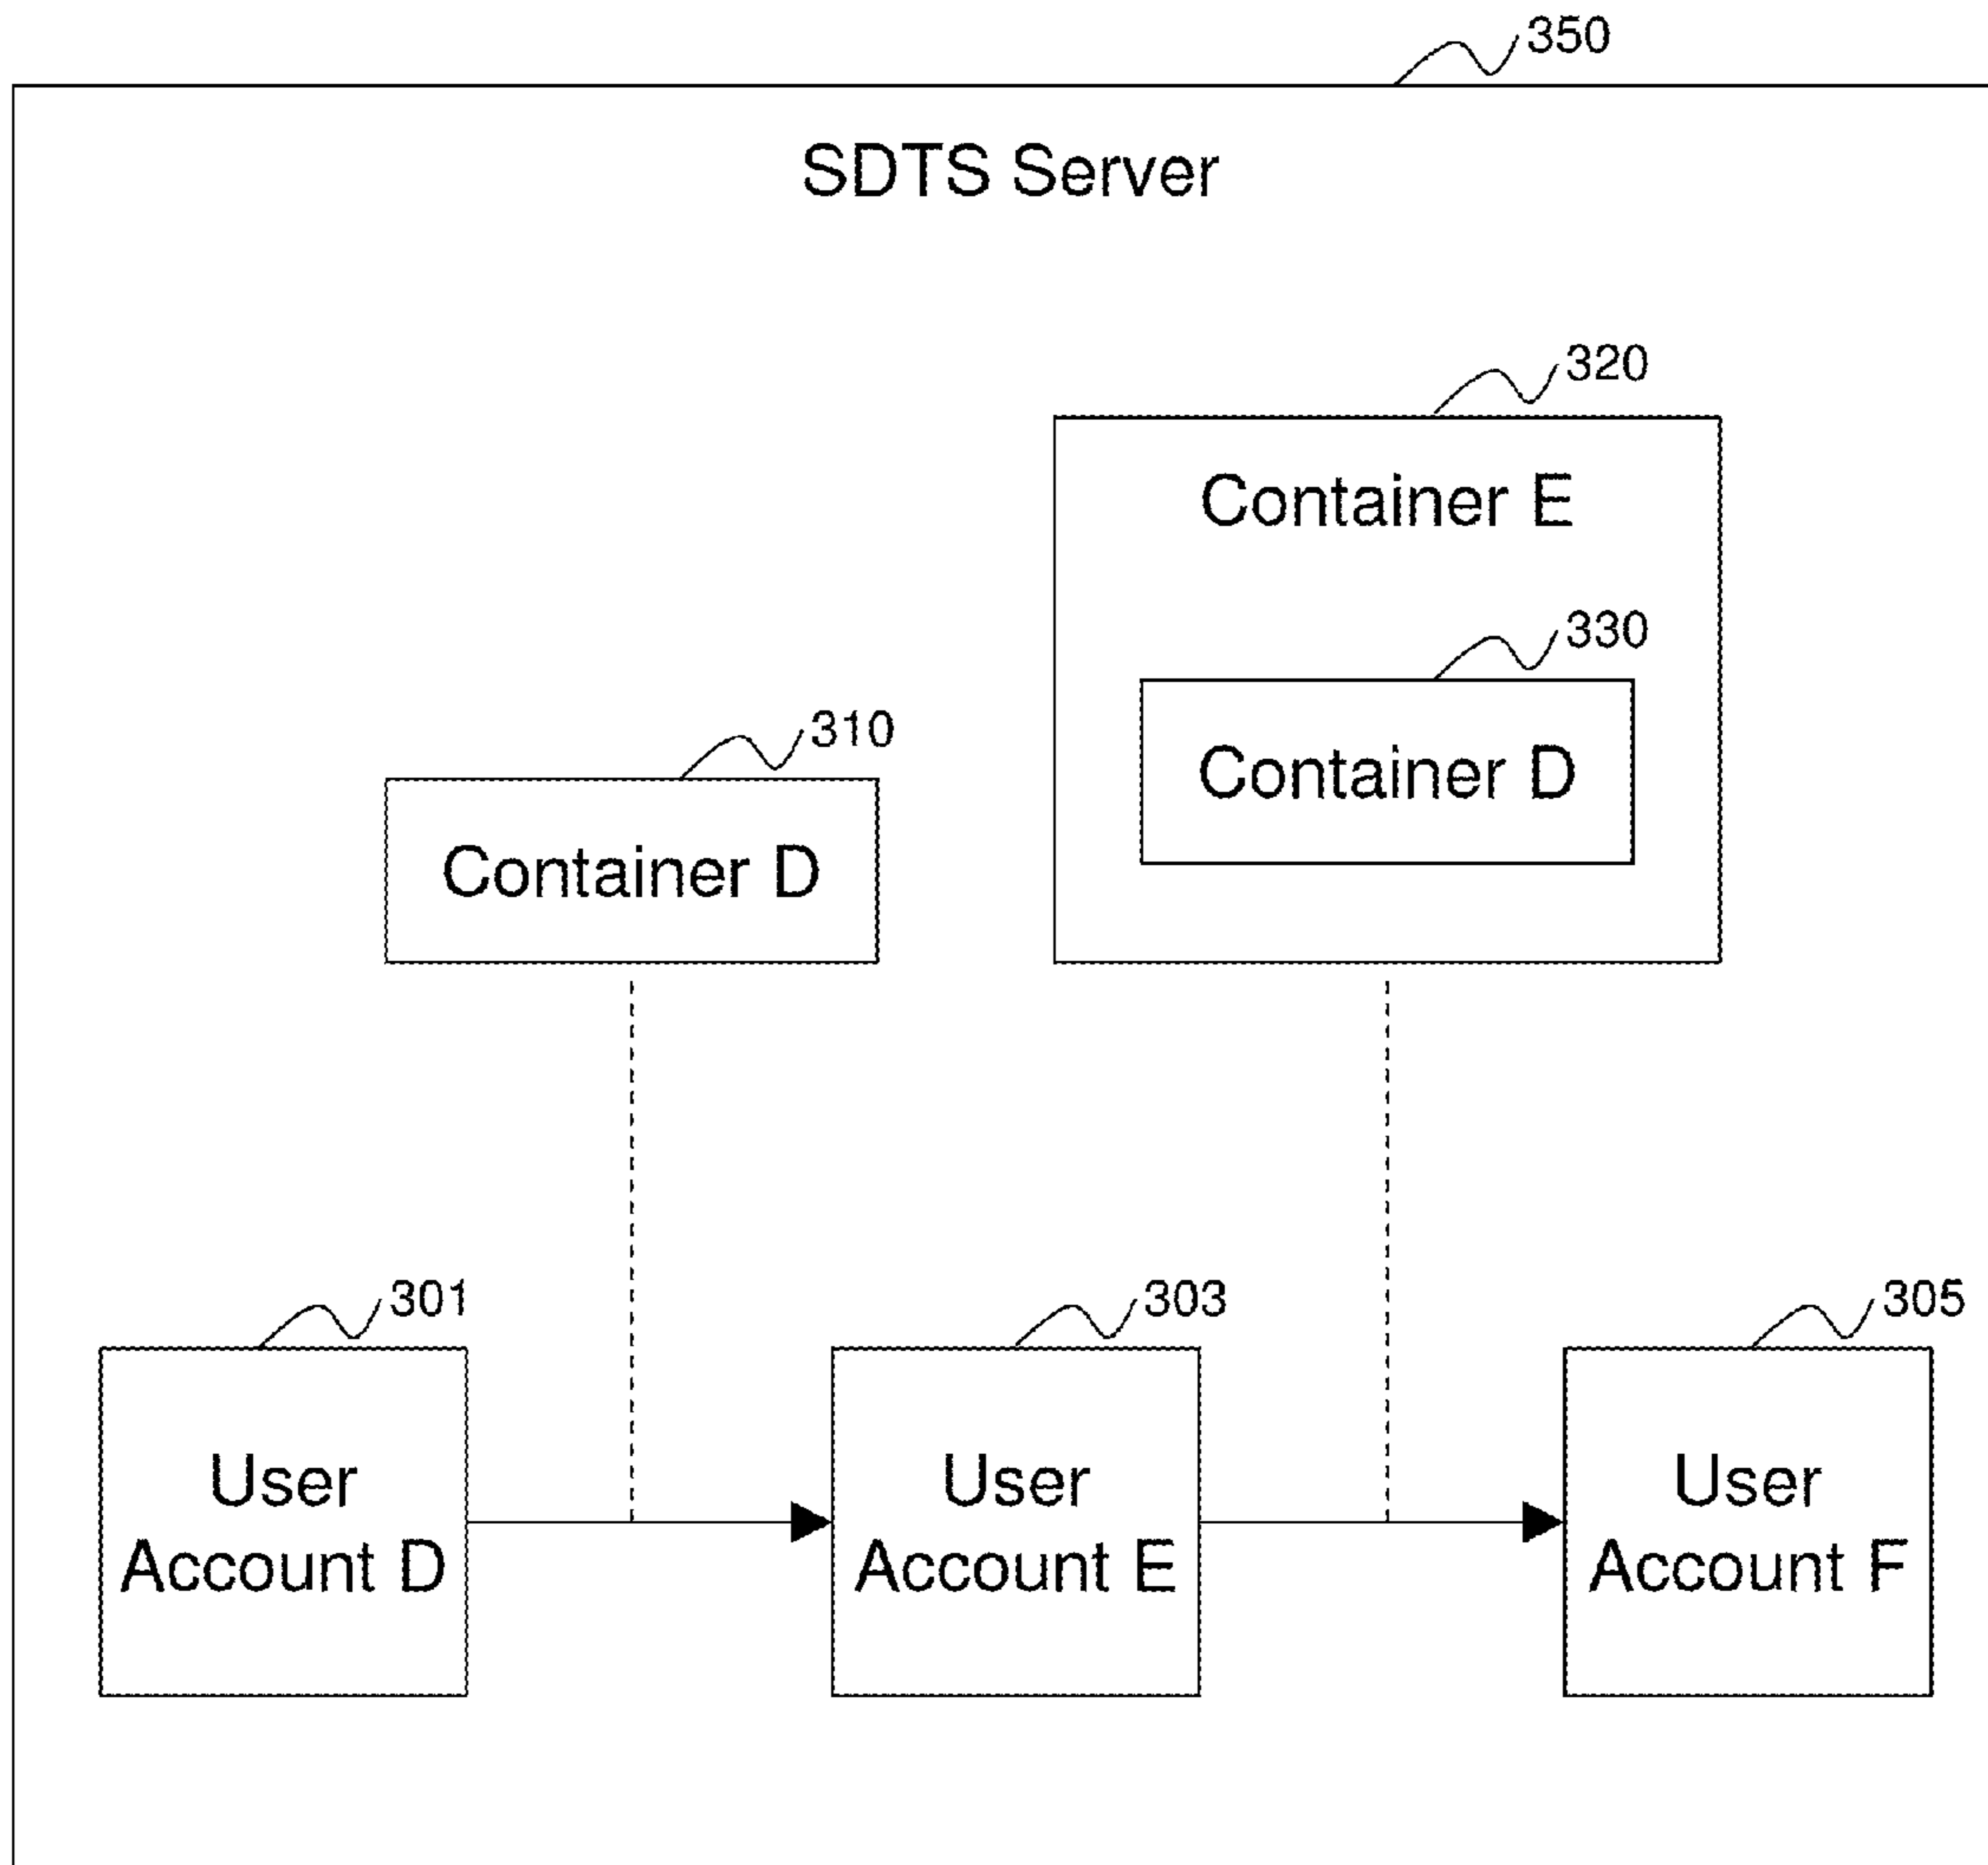 350
SDTS Server
320
Container E
330
Container D
310
Container D
301
303
305
User
Account D
User
Account E
User
Account F